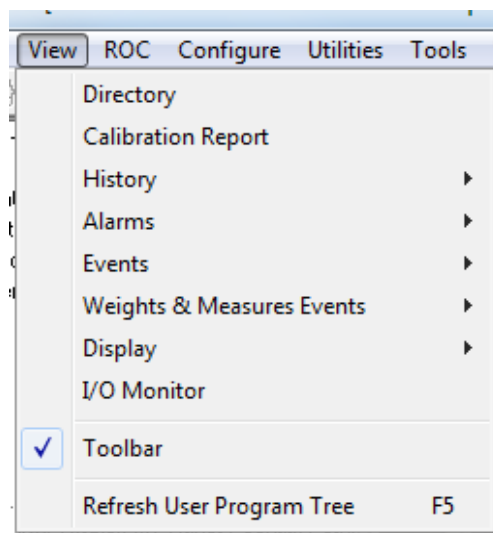 View ROC Configure Utilities Tools
Directory
Calibration Report
History
Alarms
Events
Weights & Measures Events
Display
I/O Monitor
Toolbar
Refresh User Program Tree F5